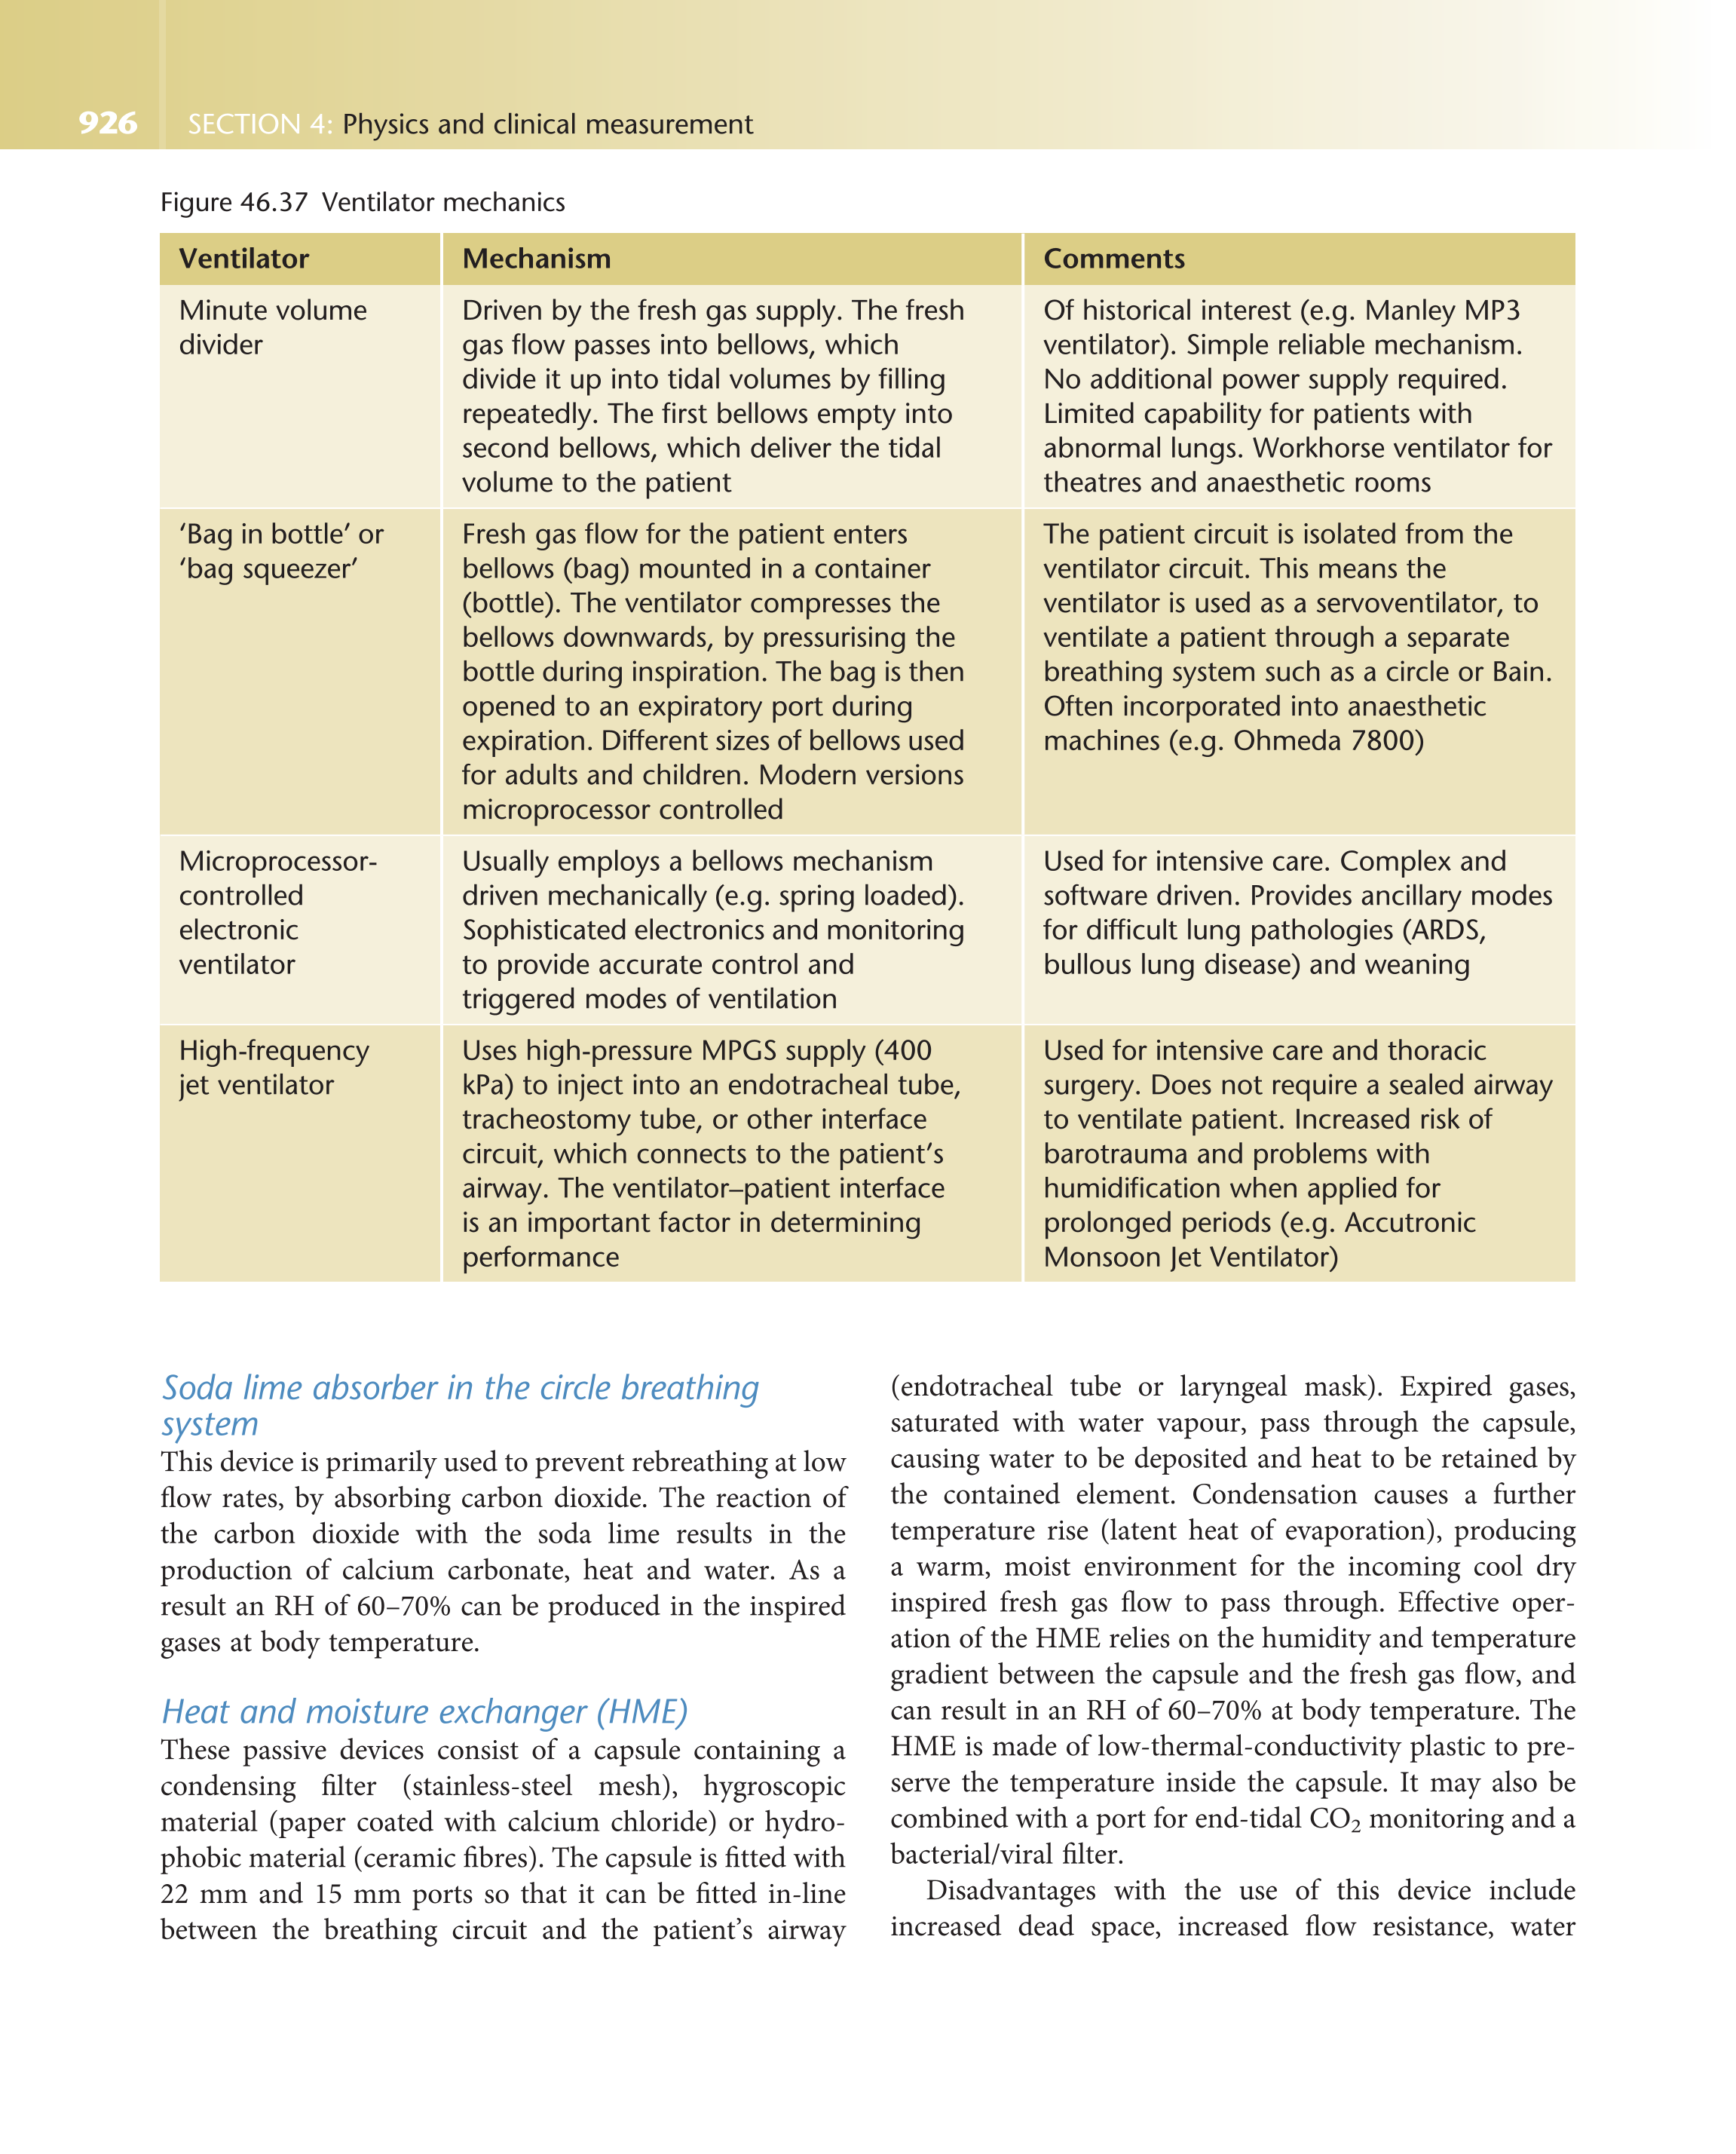 926 SECTION 4: Physics and clinical measurement
Figure 46.37 Ventilator mechanics
Ventilator Mechanism Comments
Minute volume
divider
Driven by the fresh gas supply. The fresh
gas flow passes into bellows, which
divide it up into tidal volumes by filling
repeatedly. The first bellows empty into
second bellows, which deliver the tidal
volume to the patient
Of historical interest (e.g. Manley MP3
ventilator). Simple reliable mechanism.
No additional power supply required.
Limited capability for patients with
abnormal lungs. Workhorse ventilator for
theatres and anaesthetic rooms
‘Bag in bottle’ or
‘bag squeezer’
Fresh gas flow for the patient enters
bellows (bag) mounted in a container
(bottle). The ventilator compresses the
bellows downwards, by pressurising the
bottle during inspiration. The bag is then
opened to an expiratory port during
expiration. Different sizes of bellows used
for adults and children. Modern versions
microprocessor controlled
The patient circuit is isolated from the
ventilator circuit. This means the
ventilator is used as a servoventilator, to
ventilate a patient through a separate
breathing system such as a circle or Bain.
Often incorporated into anaesthetic
machines (e.g. Ohmeda 7800)
Microprocessor-
controlled
electronic
ventilator
Usually employs a bellows mechanism
driven mechanically (e.g. spring loaded).
Sophisticated electronics and monitoring
to provide accurate control and
triggered modes of ventilation
Used for intensive care. Complex and
software driven. Provides ancillary modes
for difficult lung pathologies (ARDS,
bullous lung disease) and weaning
High-frequency
jet ventilator
Uses high-pressure MPGS supply (400
kPa) to inject into an endotracheal tube,
tracheostomy tube, or other interface
circuit, which connects to the patient’s
airway. The ventilator–patient interface
is an important factor in determining
performance
Used for intensive care and thoracic
surgery. Does not require a sealed airway
to ventilate patient. Increased risk of
barotrauma and problems with
humidification when applied for
prolonged periods (e.g. Accutronic
Monsoon Jet Ventilator)
Soda lime absorber in the circle breathing
system
This device is primarily used to prevent rebreathing at low
flow rates, by absorbing carbon dioxide. The reaction of
the carbon dioxide with the soda lime results in the
production of calcium carbonate, heat and water. As a
result an RH of 60–70% can be produced in the inspired
gases at body temperature.
Heat and moisture exchanger (HME)
These passive devices consist of a capsule containing a
condensing filter (stainless-steel mesh), hygroscopic
material (paper coated with calcium chloride) or hydro-
phobic material (ceramic fibres). The capsule is fitted with
22 mm and 15 mm ports so that it can be fitted in-line
between the breathing circuit and the patient’s airway
(endotracheal tube or laryngeal mask). Expired gases,
saturated with water vapour, pass through the capsule,
causing water to be deposited and heat to be retained by
the contained element. Condensation causes a further
temperature rise (latent heat of evaporation), producing
a warm, moist environment for the incoming cool dry
inspired fresh gas flow to pass through. Effective oper-
ation of the HME relies on the humidity and temperature
gradient between the capsule and the fresh gas flow, and
can result in an RH of 60–70% at body temperature. The
HME is made of low-thermal-conductivity plastic to pre-
serve the temperature inside the capsule. It may also be
combined with a port for end-tidal CO₂ monitoring and a
bacterial/viral filter.
Disadvantages with the use of this device include
increased dead space, increased flow resistance, water